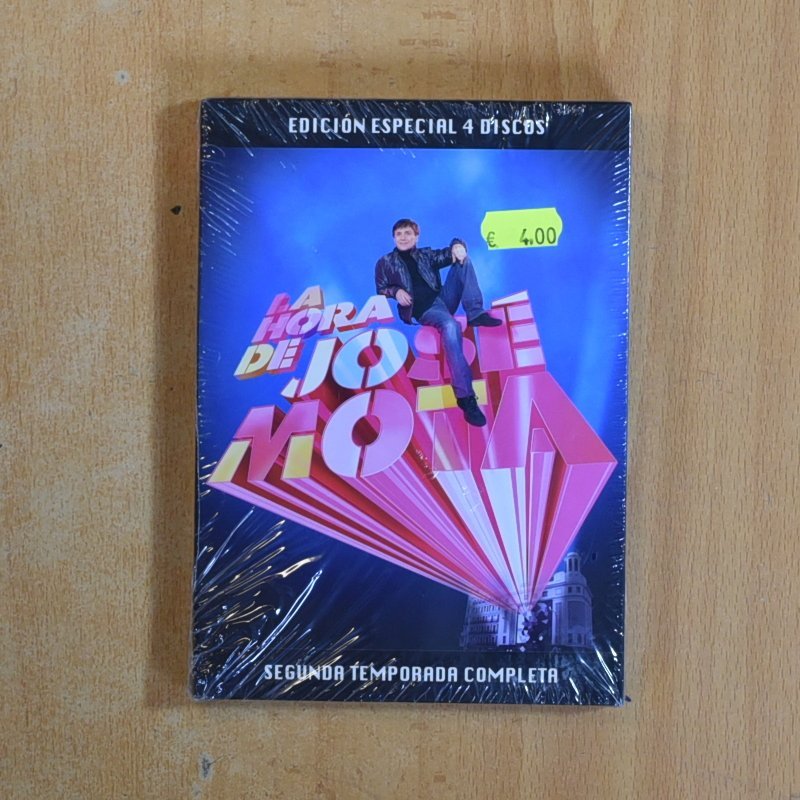 EDICIÓN ESPECIAL 4 DISCOS
€ 4.00
LA
HORA
DE JOSÉ
MOTA
SEGUNDA TEMPORADA COMPLETA